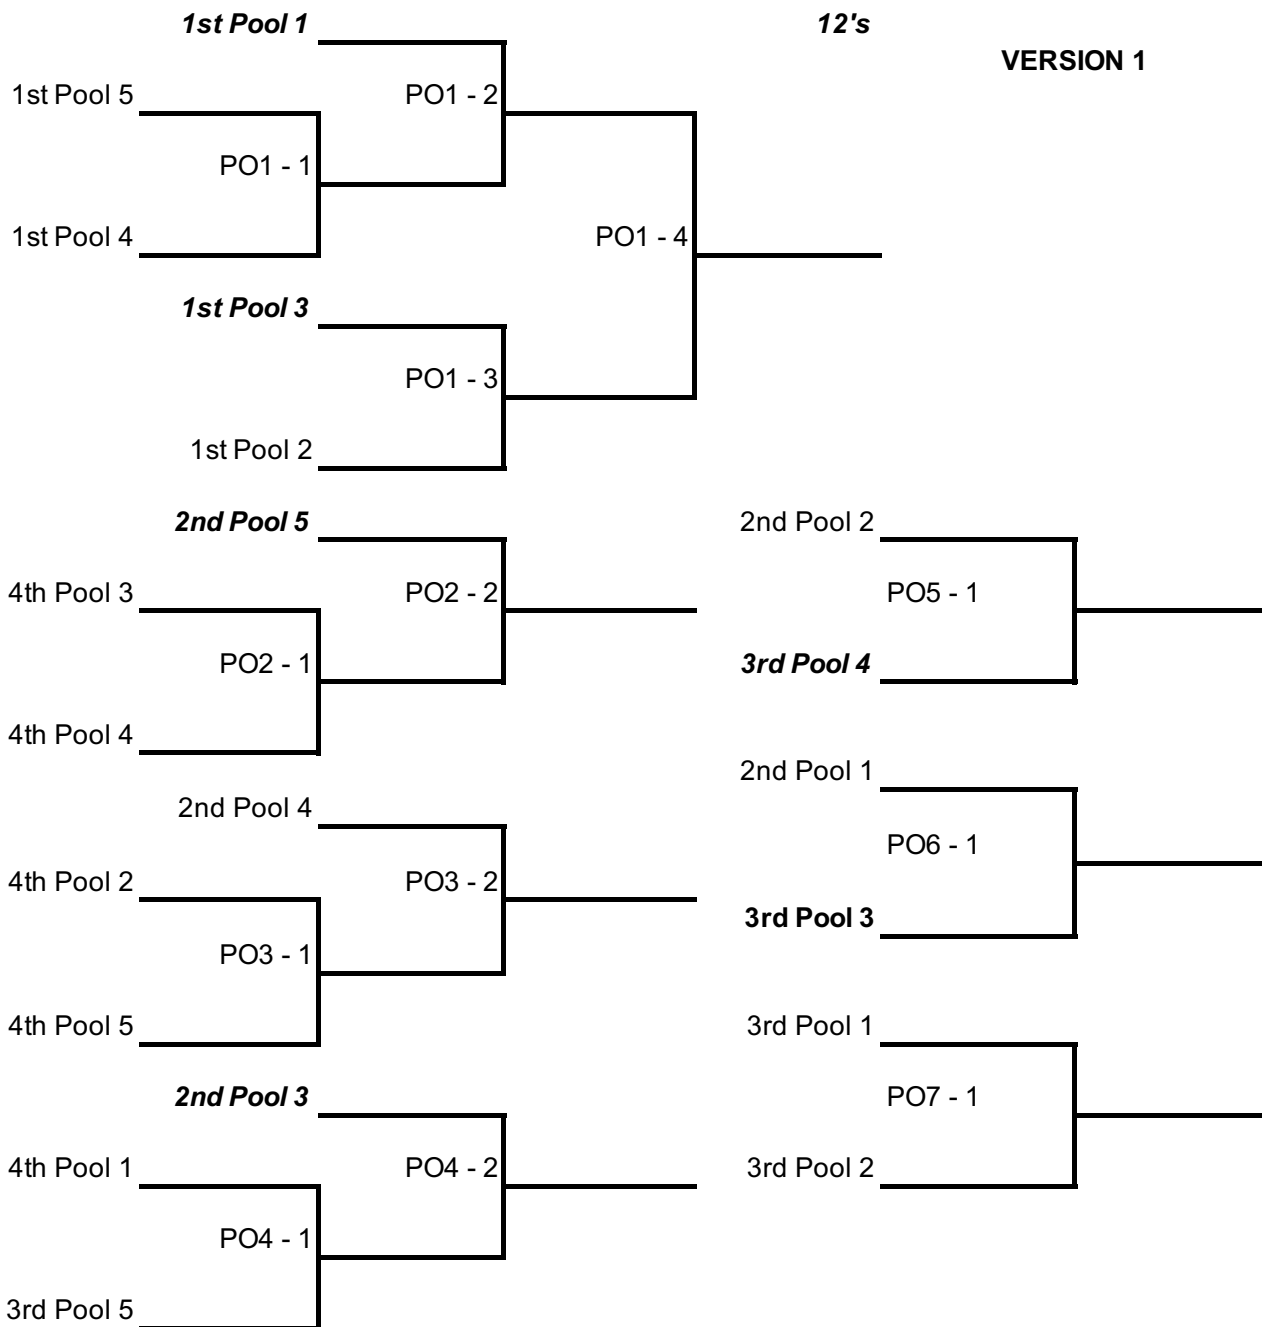 1st Pool 1
12's
VERSION 1
1st Pool 5
PO1 - 2
PO1 - 1
1st Pool 4
PO1 - 4
1st Pool 3
PO1 - 3
1st Pool 2
2nd Pool 5
2nd Pool 2
4th Pool 3
PO2 - 2
PO5 - 1
PO2 - 1
3rd Pool 4
4th Pool 4
2nd Pool 1
2nd Pool 4
PO6 - 1
4th Pool 2
PO3 - 2
3rd Pool 3
PO3 - 1
4th Pool 5
3rd Pool 1
2nd Pool 3
PO7 - 1
4th Pool 1
PO4 - 2
3rd Pool 2
PO4 - 1
3rd Pool 5